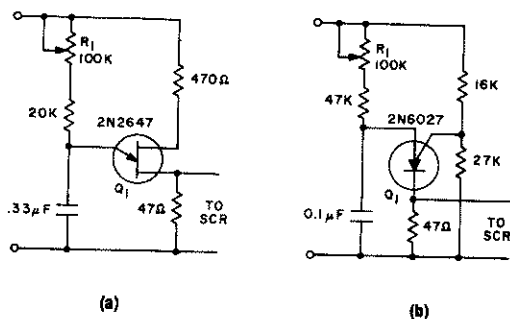 R1
100K
470Ω
20K
2N2647
Q1
.33µF
47Ω
TO
SCR
(a)
R1
100K
16K
47K
2N6027
27K
Q1
0.1µF
47Ω
TO
SCR
(b)